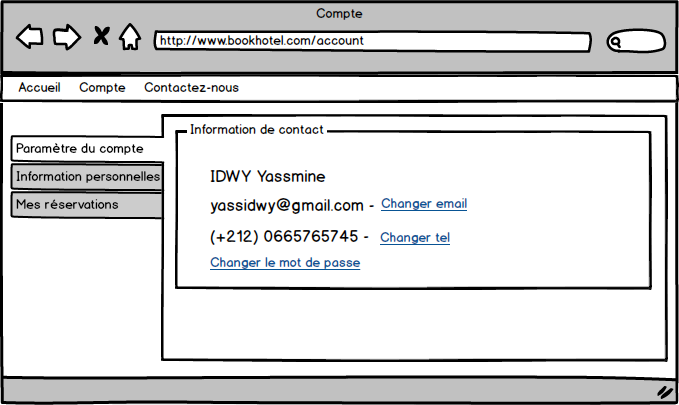 Compte
http://www.bookhotel.com/account
Accueil Compte Contactez-nous
Information de contact
Paramètre du compte
Information personnelles
Mes réservations
IDWY Yassmine
yassidwy@gmail.com - Changer email
(+212) 0665765745 - Changer tel
Changer le mot de passe